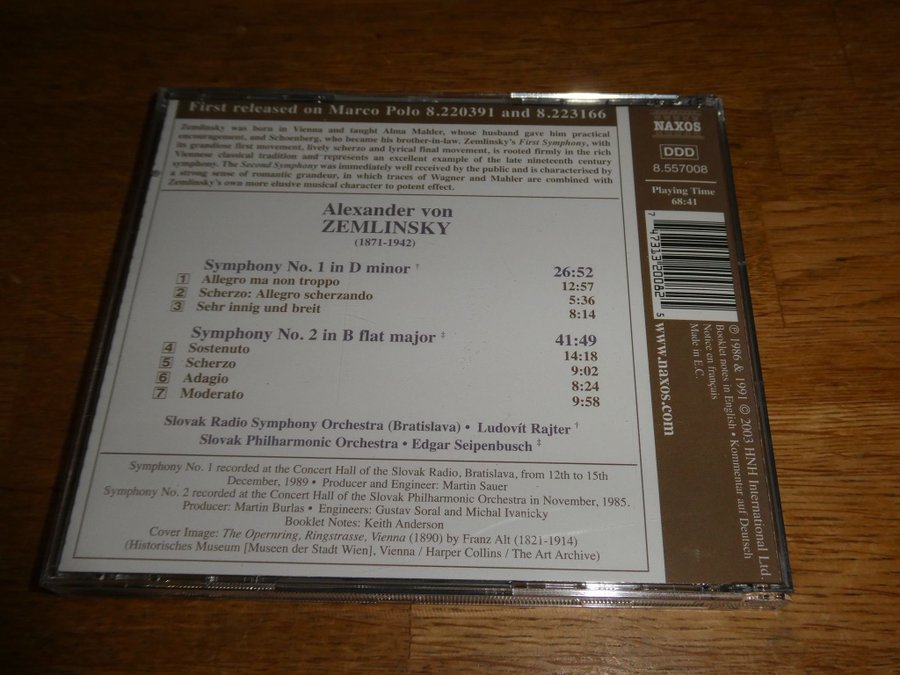 First released on Marco Polo 8.220391 and 8.223166
Zemlinsky was born in Vienna and taught Alma Mahler, whose husband gave him practical
encouragement, and Schoenberg, who became his brother-in-law. Zemlinsky's First Symphony, with
its grandiose first movement, lively scherzo and lyrical final movement, is rooted firmly in the rich
Viennese classical tradition and represents an excellent example of the late nineteenth century
symphony. The Second Symphony was immediately well received by the public and is characterised by
a strong sense of romantic grandeur, in which traces of Wagner and Mahler are combined with
Zemlinsky's own more elusive musical character to potent effect.
Alexander von
ZEMLINSKY
(1871-1942)
Symphony No. 1 in D minor † 26:52
1 Allegro ma non troppo 12:57
2 Scherzo: Allegro scherzando 5:36
3 Sehr innig und breit 8:14
Symphony No. 2 in B flat major ‡ 41:49
4 Sostenuto 14:18
5 Scherzo 9:02
6 Adagio 8:24
7 Moderato 9:58
Slovak Radio Symphony Orchestra (Bratislava) • Ludovít Rajter †
Slovak Philharmonic Orchestra • Edgar Seipenbusch ‡
Symphony No. 1 recorded at the Concert Hall of the Slovak Radio, Bratislava, from 12th to 15th
December, 1989 • Producer and Engineer: Martin Sauer
Symphony No. 2 recorded at the Concert Hall of the Slovak Philharmonic Orchestra in November, 1985.
Producer: Martin Burlas • Engineers: Gustav Soral and Michal Ivanicky
Booklet Notes: Keith Anderson
Cover Image: The Opernring, Ringstrasse, Vienna (1890) by Franz Alt (1821-1914)
(Historisches Museum [Museen der Stadt Wien], Vienna / Harper Collins / The Art Archive)
NAXOS
DDD
8.557008
Playing Time
68:41
7 47313 20082 5
www.naxos.com
℗ 1986 & 1991 © 2003 HNH International Ltd.
Booklet notes in English • Kommentar auf Deutsch
Notice en français
Made in E.C.